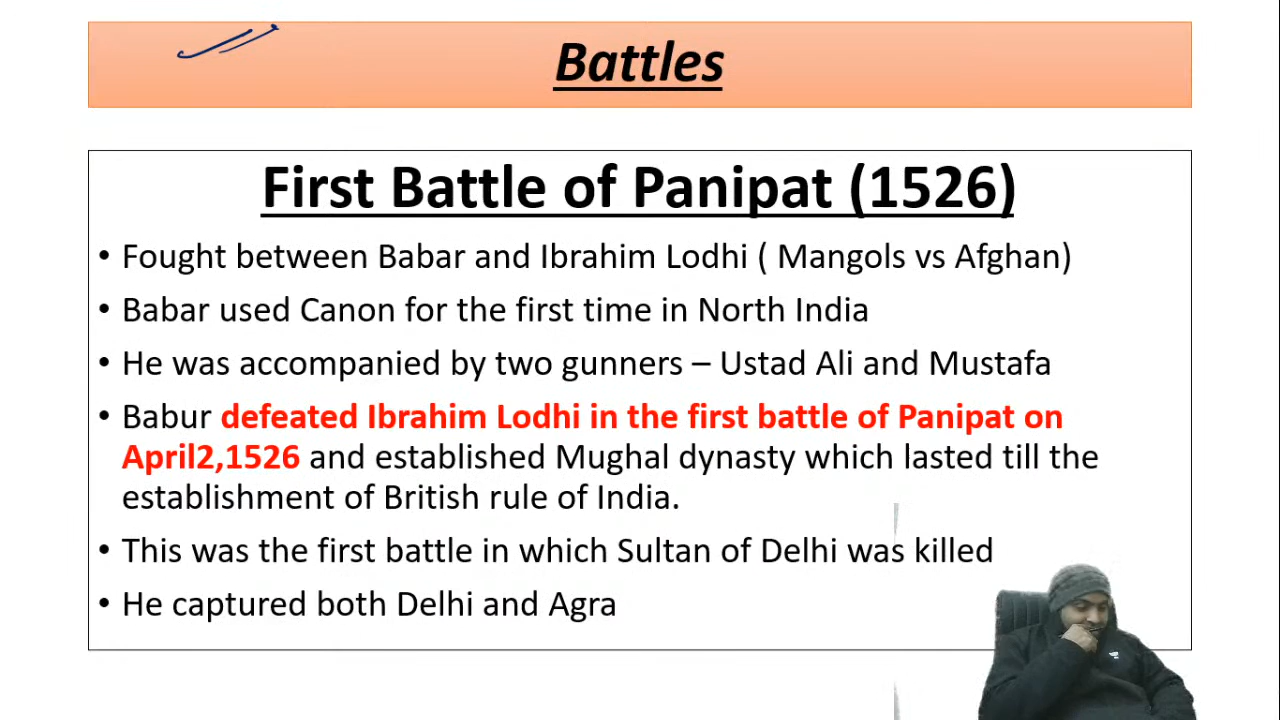 Battles
First Battle of Panipat (1526)
• Fought between Babar and Ibrahim Lodhi ( Mangols vs Afghan)
• Babar used Canon for the first time in North India
• He was accompanied by two gunners – Ustad Ali and Mustafa
• Babur defeated Ibrahim Lodhi in the first battle of Panipat on
April2,1526 and established Mughal dynasty which lasted till the
establishment of British rule of India.
• This was the first battle in which Sultan of Delhi was killed
• He captured both Delhi and Agra